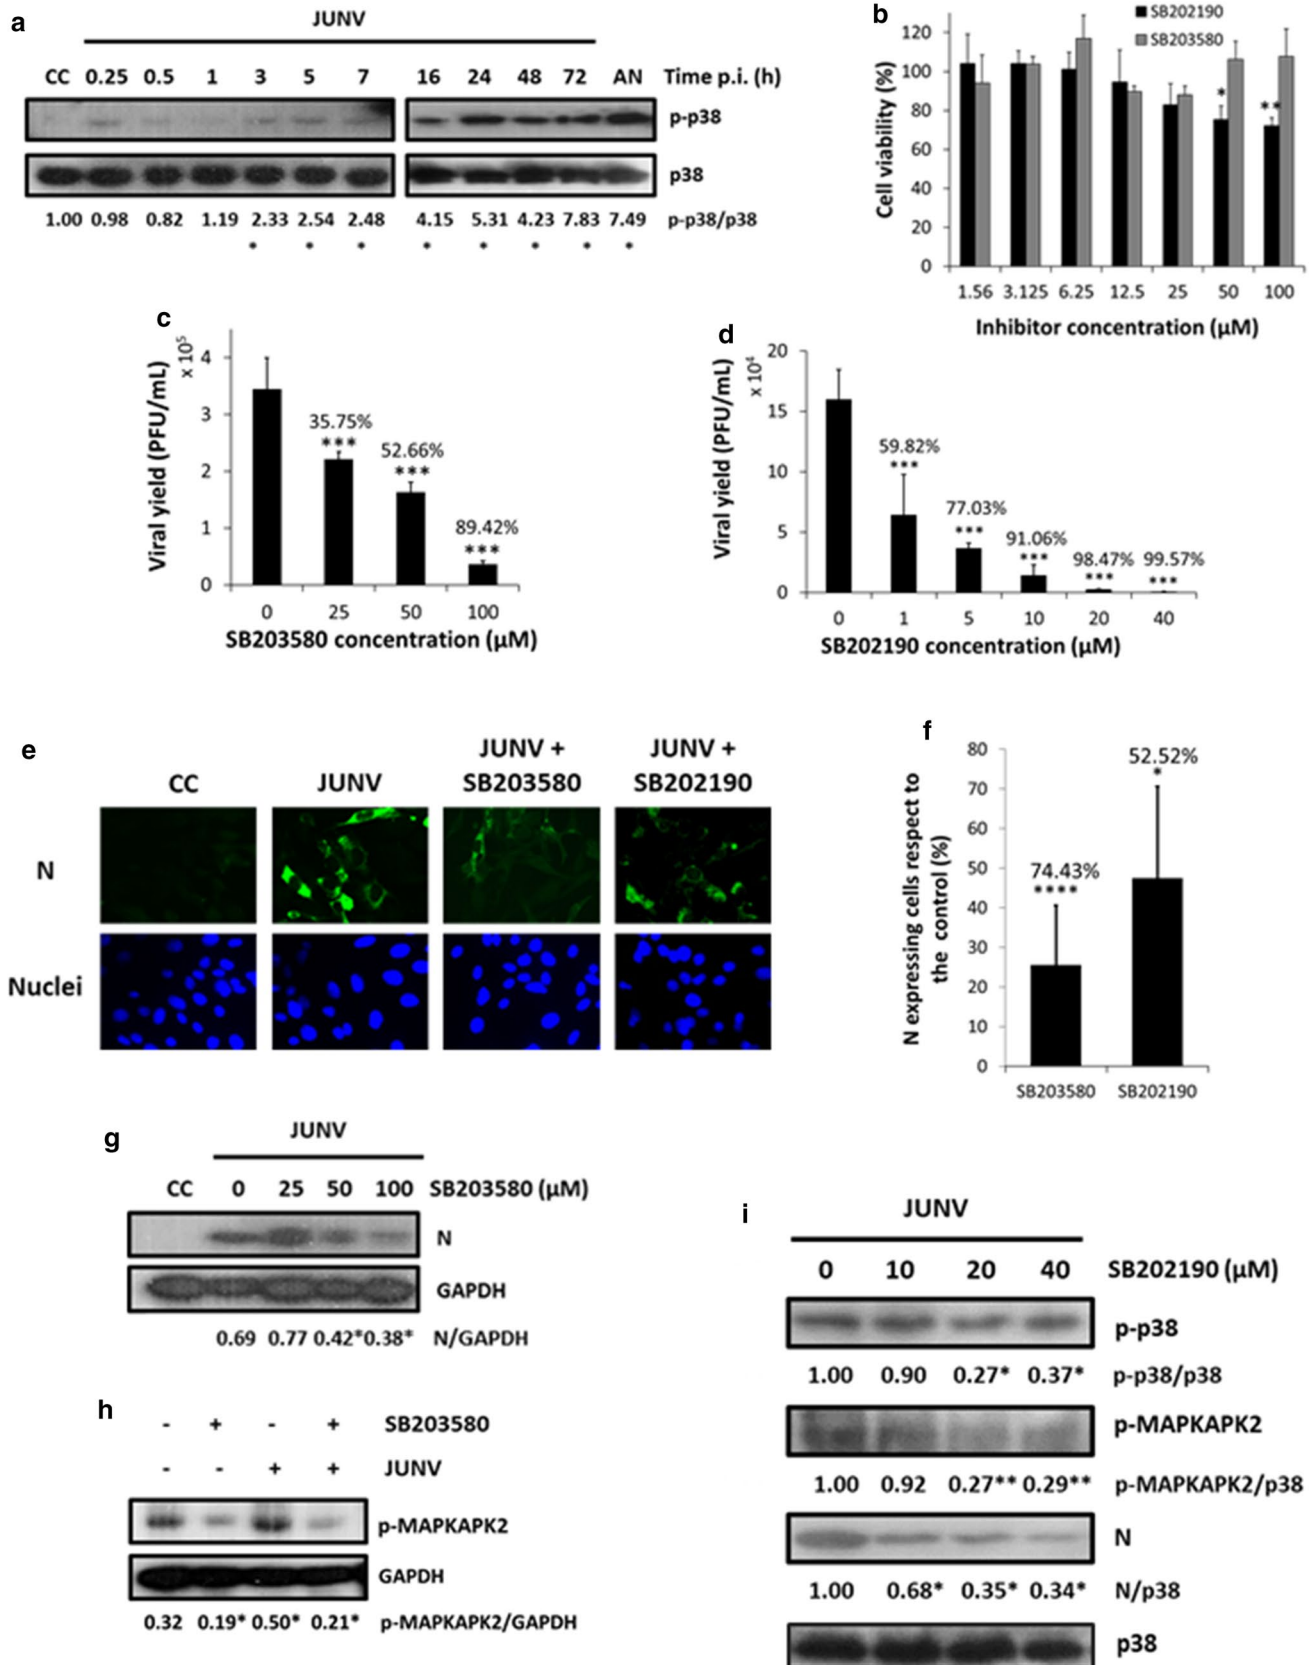 a
JUNV
CC 0.25 0.5 1 3 5 7 16 24 48 72 AN Time p.i. (h)
p-p38
p38
1.00 0.98 0.82 1.19 2.33 2.54 2.48 4.15 5.31 4.23 7.83 7.49 p-p38/p38
* * * * * * * *
b
SB202190
SB203580
Cell viability (%)
120
100
80
60
40
20
0
*
**
1.56 3.125 6.25 12.5 25 50 100
Inhibitor concentration (µM)
c
Viral yield (PFU/mL)
x 10⁵
4
3
2
1
0
35.75%
***
52.66%
***
89.42%
***
0 25 50 100
SB203580 concentration (µM)
d
Viral yield (PFU/mL)
x 10⁴
20
15
10
5
0
59.82%
***
77.03%
***
91.06%
***
98.47%
***
99.57%
***
0 1 5 10 20 40
SB202190 concentration (µM)
e
CC
JUNV
JUNV +
SB203580
JUNV +
SB202190
N
Nuclei
f
N expressing cells respect to
the control (%)
80
70
60
50
40
30
20
10
0
74.43%
****
52.52%
*
SB203580 SB202190
g
JUNV
CC 0 25 50 100 SB203580 (µM)
N
GAPDH
0.69 0.77 0.42* 0.38* N/GAPDH
h
- + - + SB203580
- - + + JUNV
p-MAPKAPK2
GAPDH
0.32 0.19* 0.50* 0.21* p-MAPKAPK2/GAPDH
i
JUNV
0 10 20 40 SB202190 (µM)
p-p38
1.00 0.90 0.27* 0.37* p-p38/p38
p-MAPKAPK2
1.00 0.92 0.27** 0.29** p-MAPKAPK2/p38
N
1.00 0.68* 0.35* 0.34* N/p38
p38